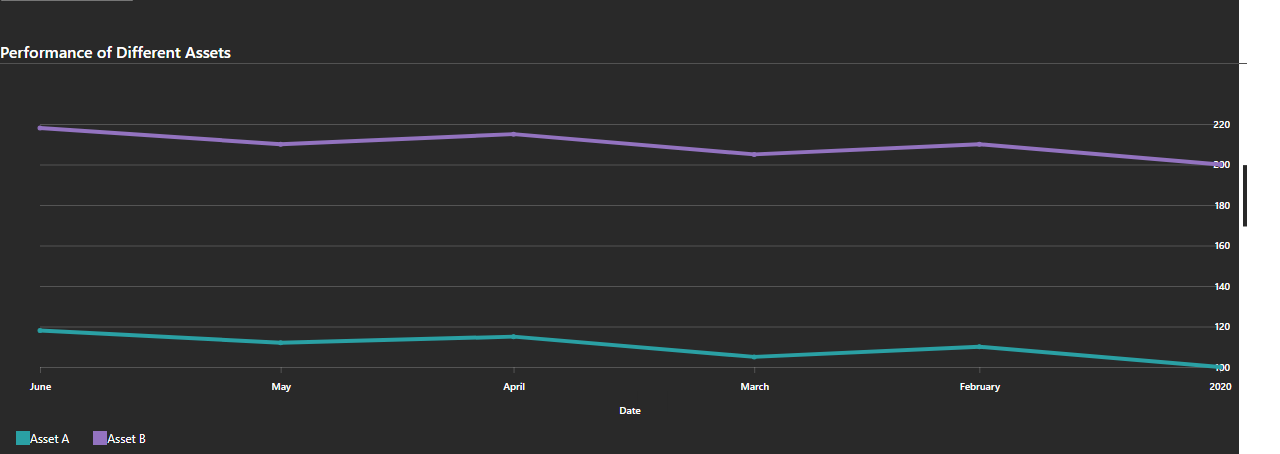 Performance of Different Assets
220
200
180
160
140
120
100
June May April March February 2020
Date
Asset A Asset B